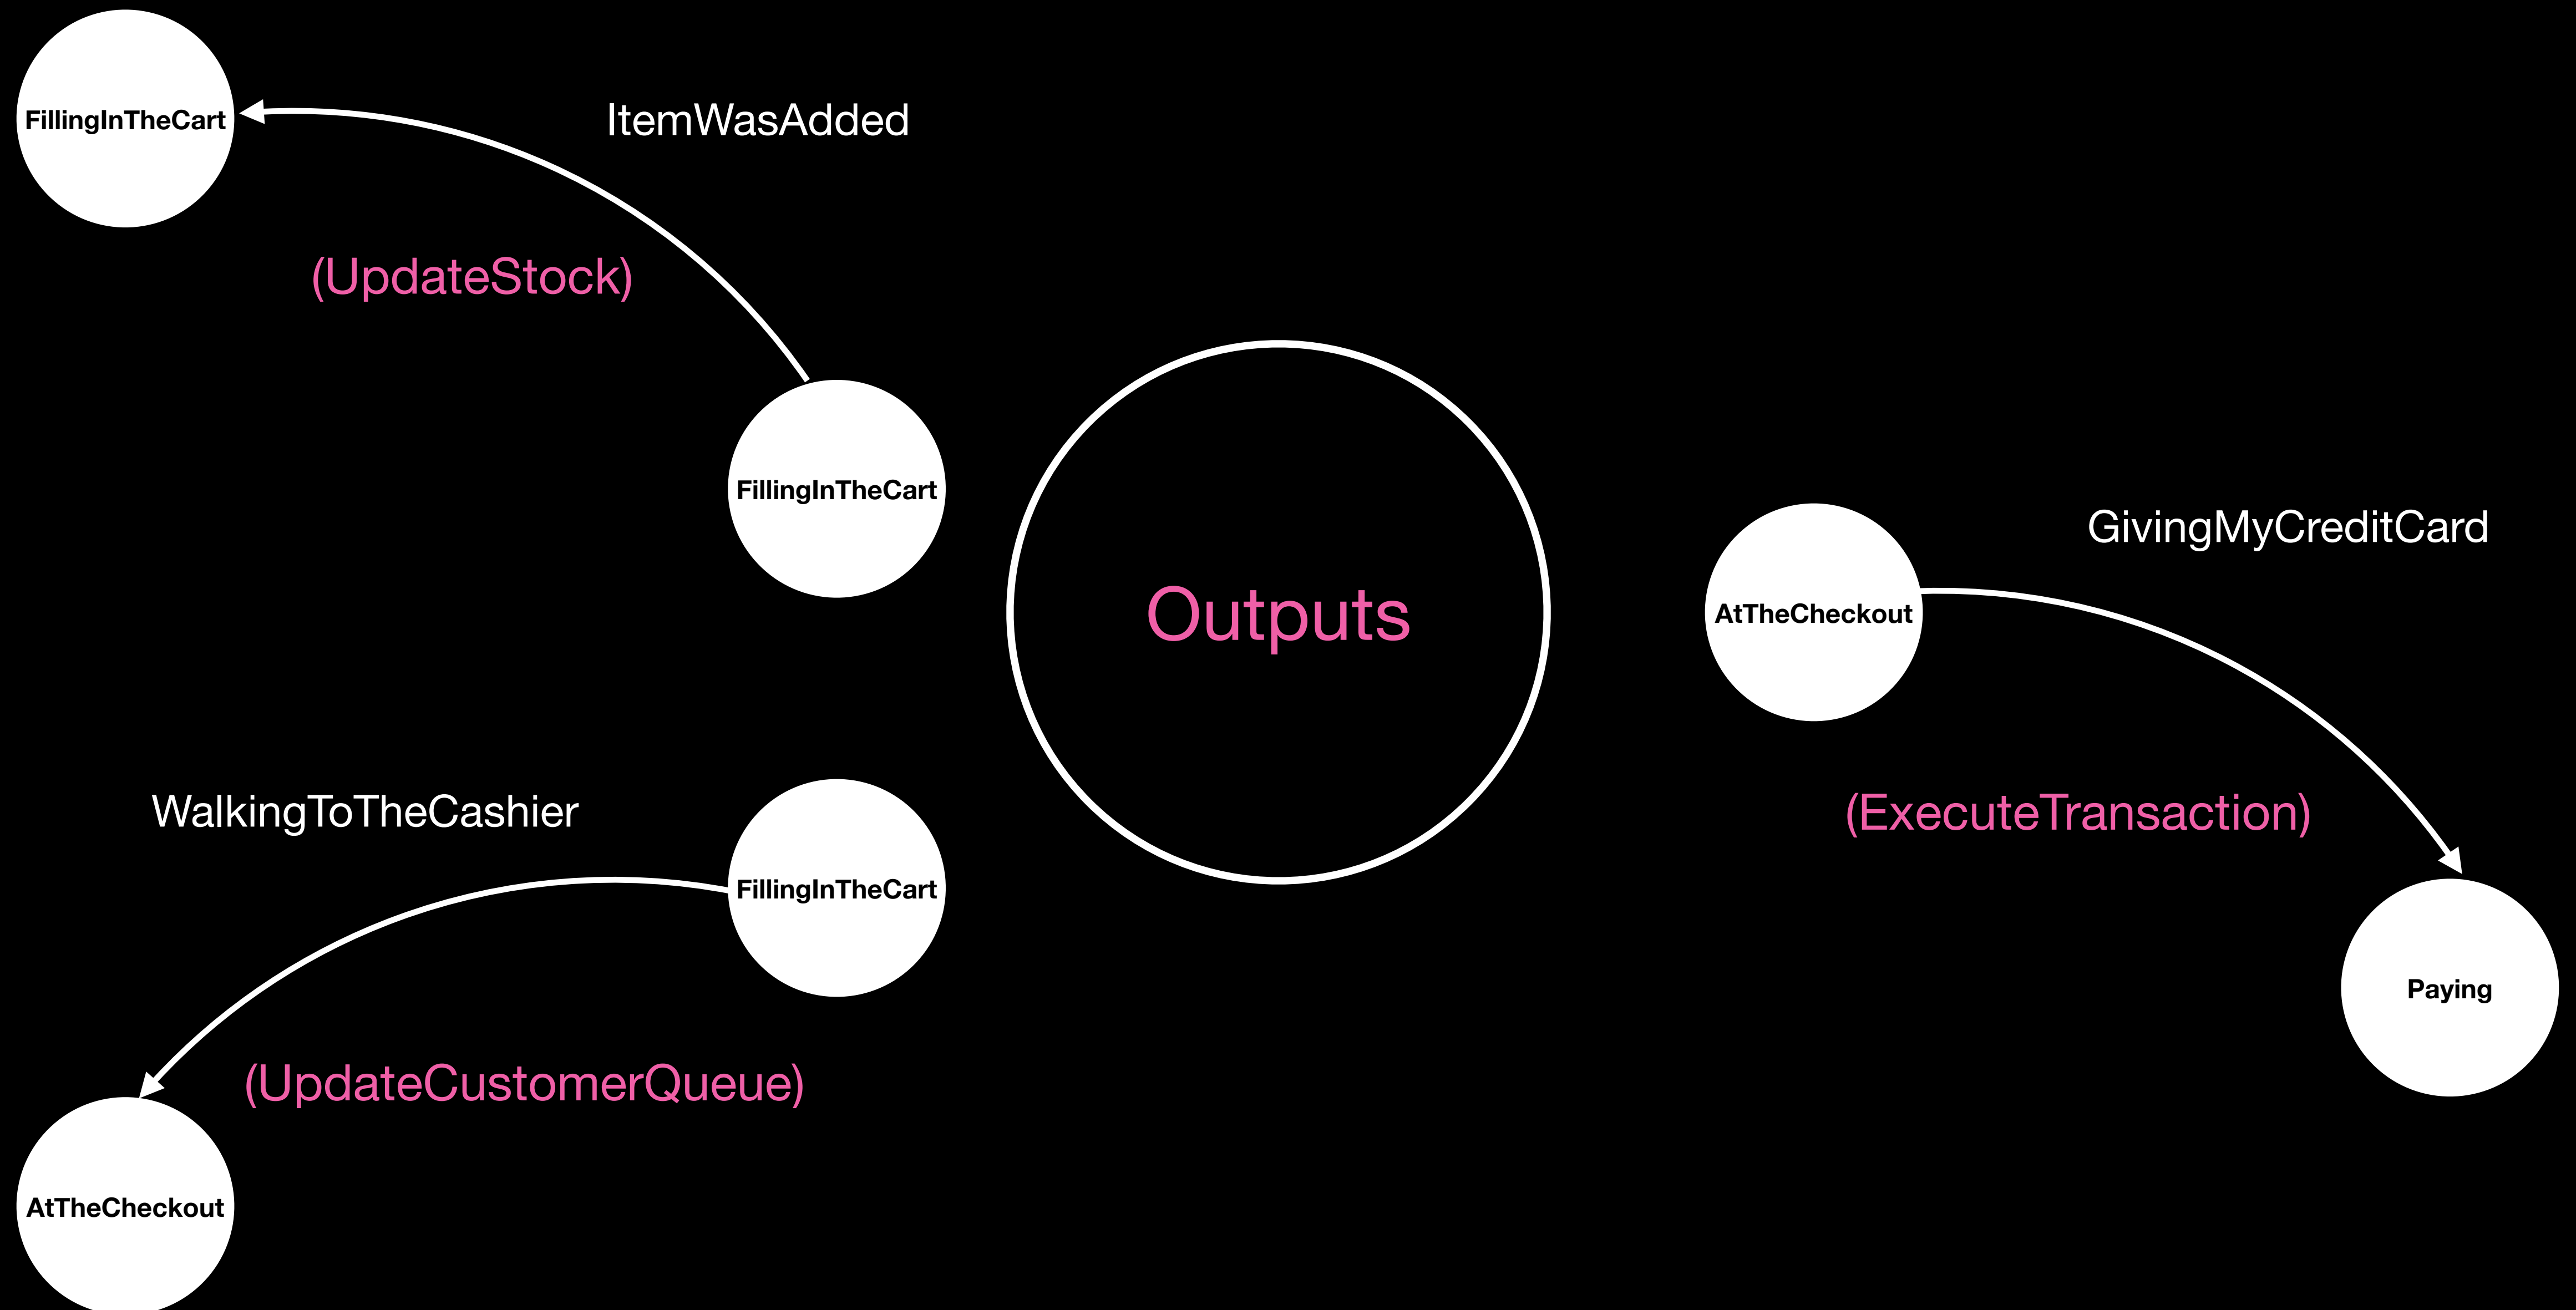 FillingInTheCart
ItemWasAdded
(UpdateStock)
FillingInTheCart
Outputs
AtTheCheckout
GivingMyCreditCard
(ExecuteTransaction)
Paying
WalkingToTheCashier
FillingInTheCart
(UpdateCustomerQueue)
AtTheCheckout